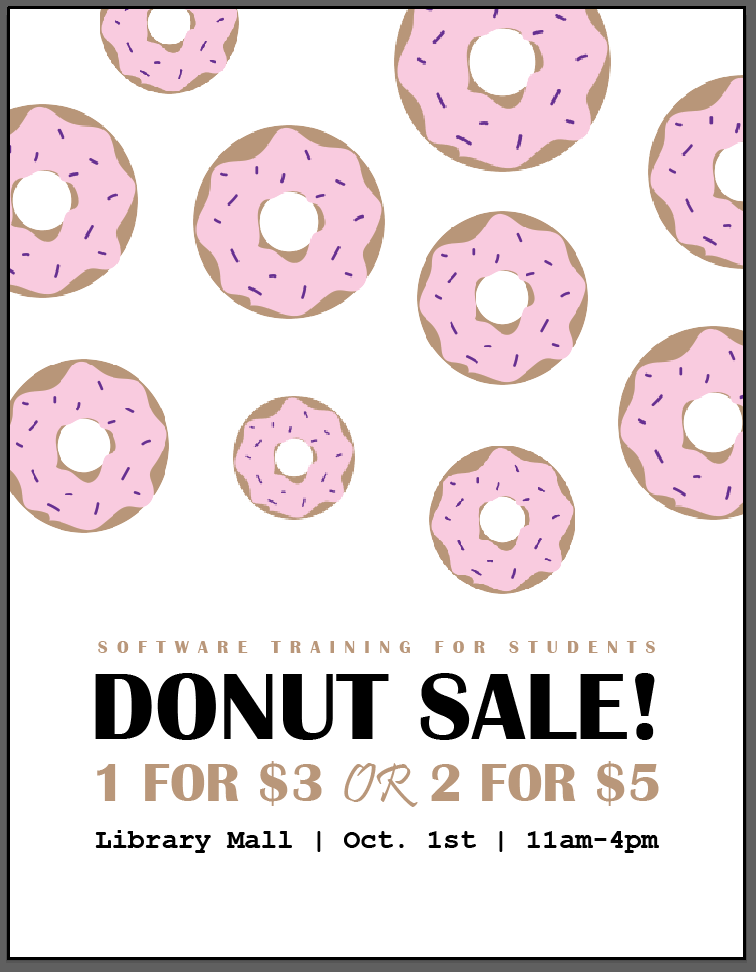 SOFTWARE TRAINING FOR STUDENTS
DONUT SALE!
1 FOR $3 OR 2 FOR $5
Library Mall | Oct. 1st | 11am-4pm